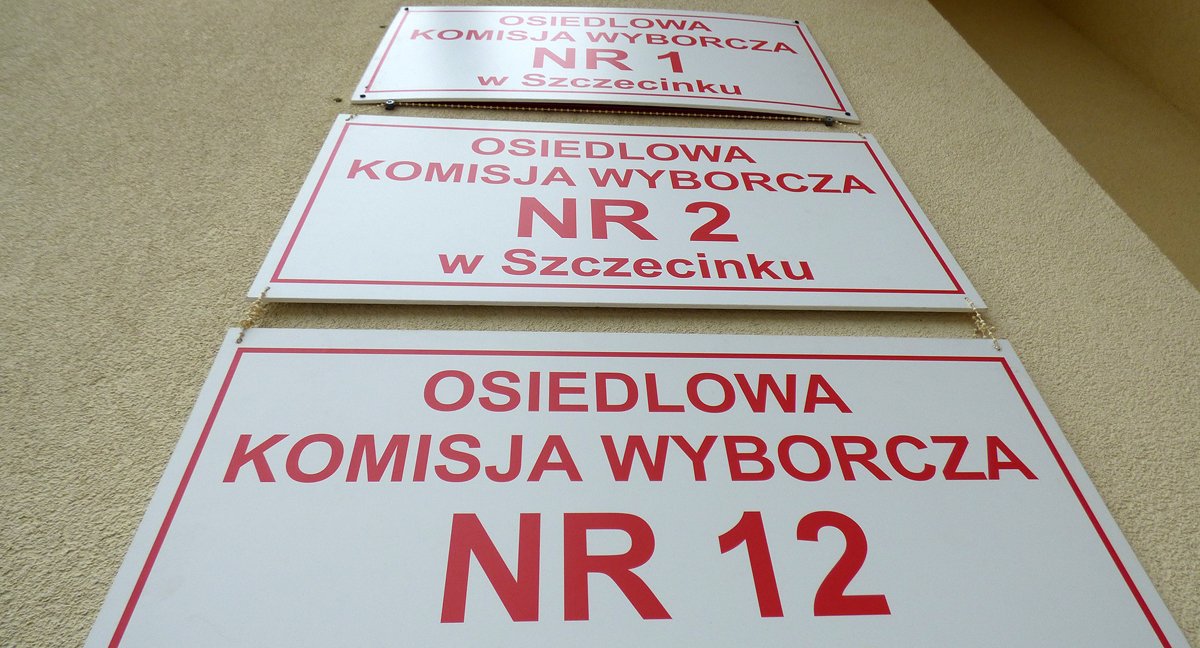 OSIEDLOWA
KOMISJA WYBORCZA
NR 1
w Szczecinku
OSIEDLOWA
KOMISJA WYBORCZA
NR 2
w Szczecinku
OSIEDLOWA
KOMISJA WYBORCZA
NR 12